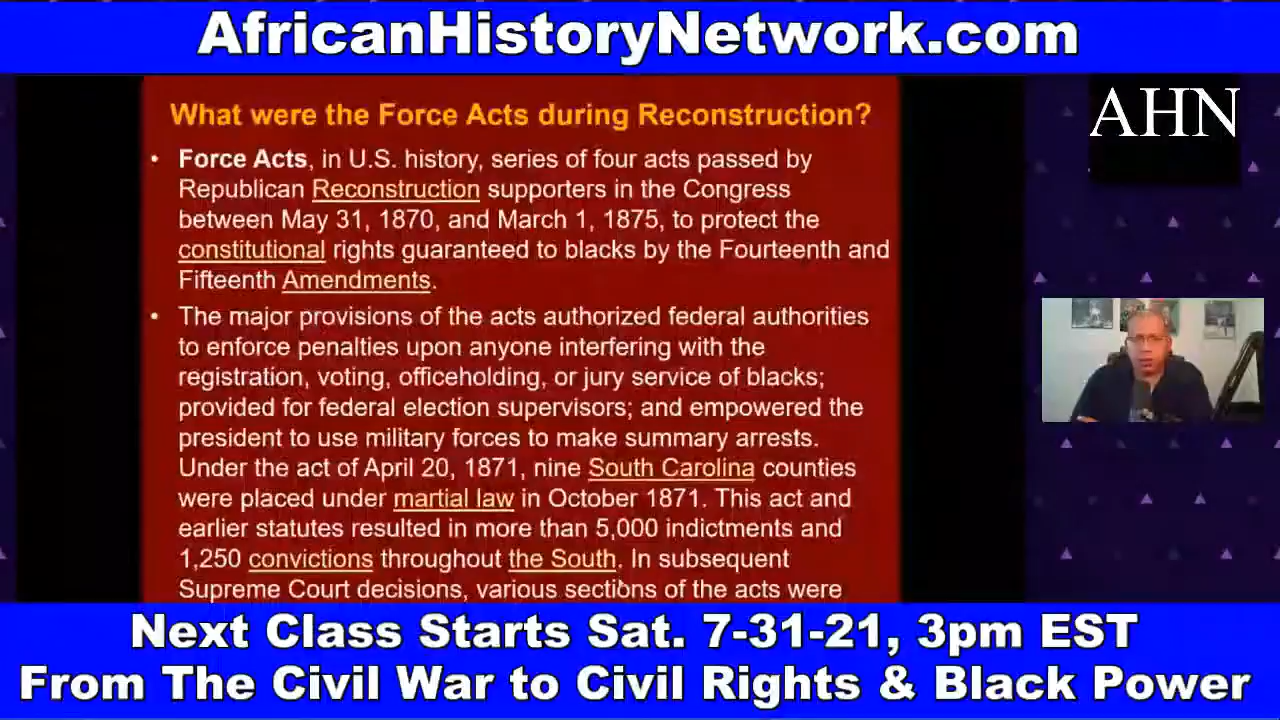 AfricanHistoryNetwork.com
AHN
What were the Force Acts during Reconstruction?
• Force Acts, in U.S. history, series of four acts passed by
Republican Reconstruction supporters in the Congress
between May 31, 1870, and March 1, 1875, to protect the
constitutional rights guaranteed to blacks by the Fourteenth and
Fifteenth Amendments.
• The major provisions of the acts authorized federal authorities
to enforce penalties upon anyone interfering with the
registration, voting, officeholding, or jury service of blacks;
provided for federal election supervisors; and empowered the
president to use military forces to make summary arrests.
Under the act of April 20, 1871, nine South Carolina counties
were placed under martial law in October 1871. This act and
earlier statutes resulted in more than 5,000 indictments and
1,250 convictions throughout the South. In subsequent
Supreme Court decisions, various sections of the acts were
Next Class Starts Sat. 7-31-21, 3pm EST
From The Civil War to Civil Rights & Black Power